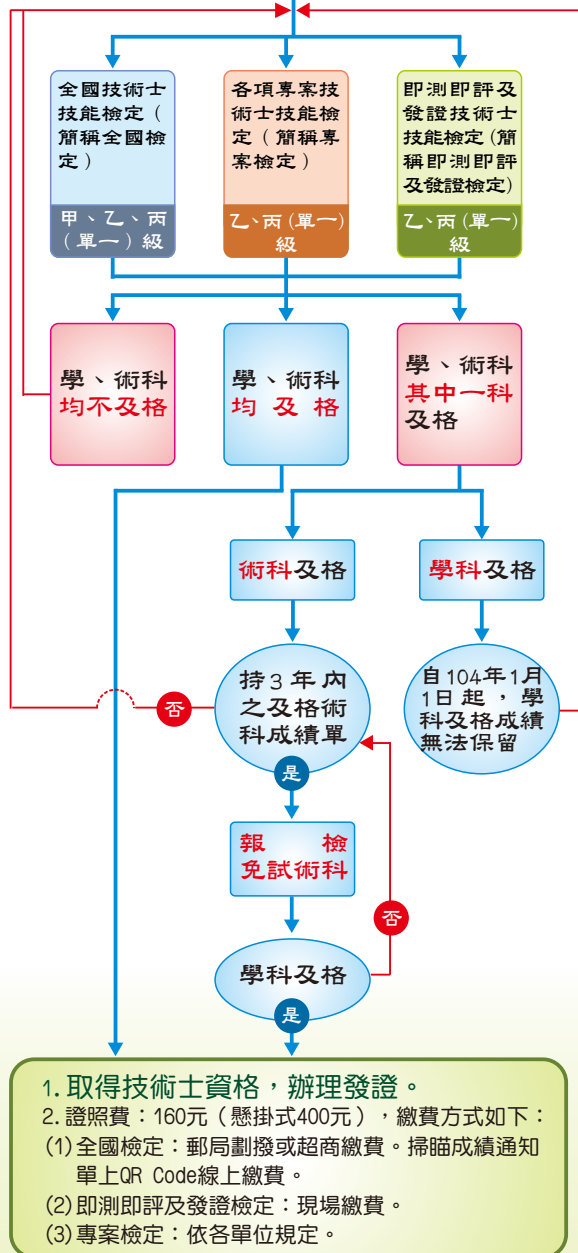 全國技術士
技能檢定（
簡稱全國檢
定）
甲、乙、丙
（單一）級
各項專案技
術士技能檢
定（簡稱專
案檢定）
乙、丙(單一)
級
即測即評及
發證技術士
技能檢定(簡
稱即測即評
及發證檢定)
乙、丙(單一)
級
學、術科
均不及格
學、術科
均及格
學、術科
其中一科
及格
術科及格
學科及格
持3年內
之及格術
科成績單
否
是
自104年1月
1日起，學
科及格成績
無法保留
報檢
免試術科
否
學科及格
是
1.取得技術士資格，辦理發證。
2.證照費：160元（懸掛式400元），繳費方式如下：
(1)全國檢定：郵局劃撥或超商繳費。掃瞄成績通知
單上QR Code線上繳費。
(2)即測即評及發證檢定：現場繳費。
(3)專案檢定：依各單位規定。